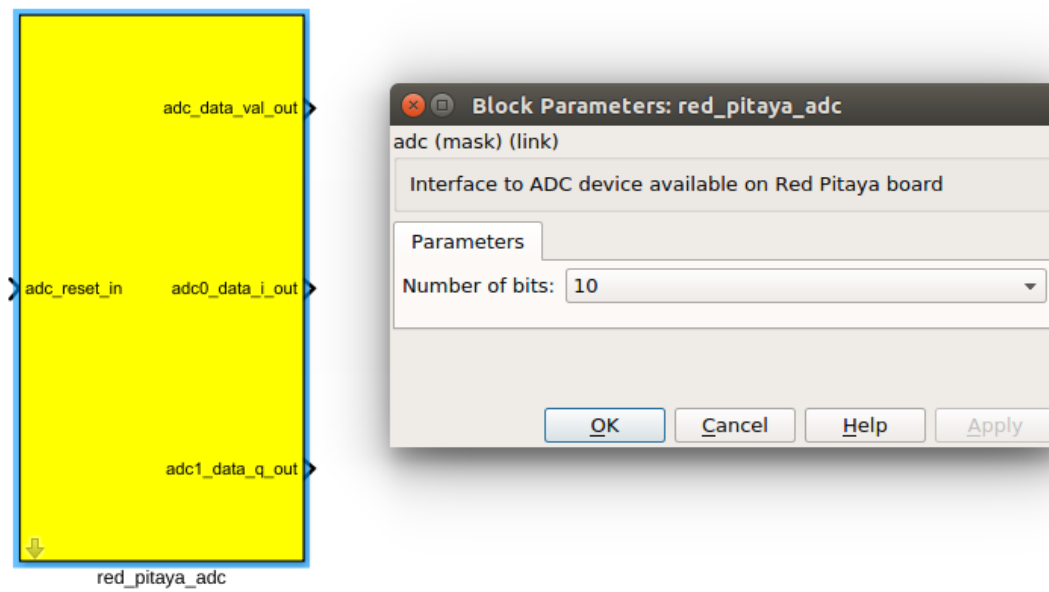 adc_data_val_out
adc_reset_in adc0_data_i_out
adc1_data_q_out
red_pitaya_adc
Block Parameters: red_pitaya_adc
adc (mask) (link)
Interface to ADC device available on Red Pitaya board
Parameters
Number of bits: 10
OK Cancel Help Apply